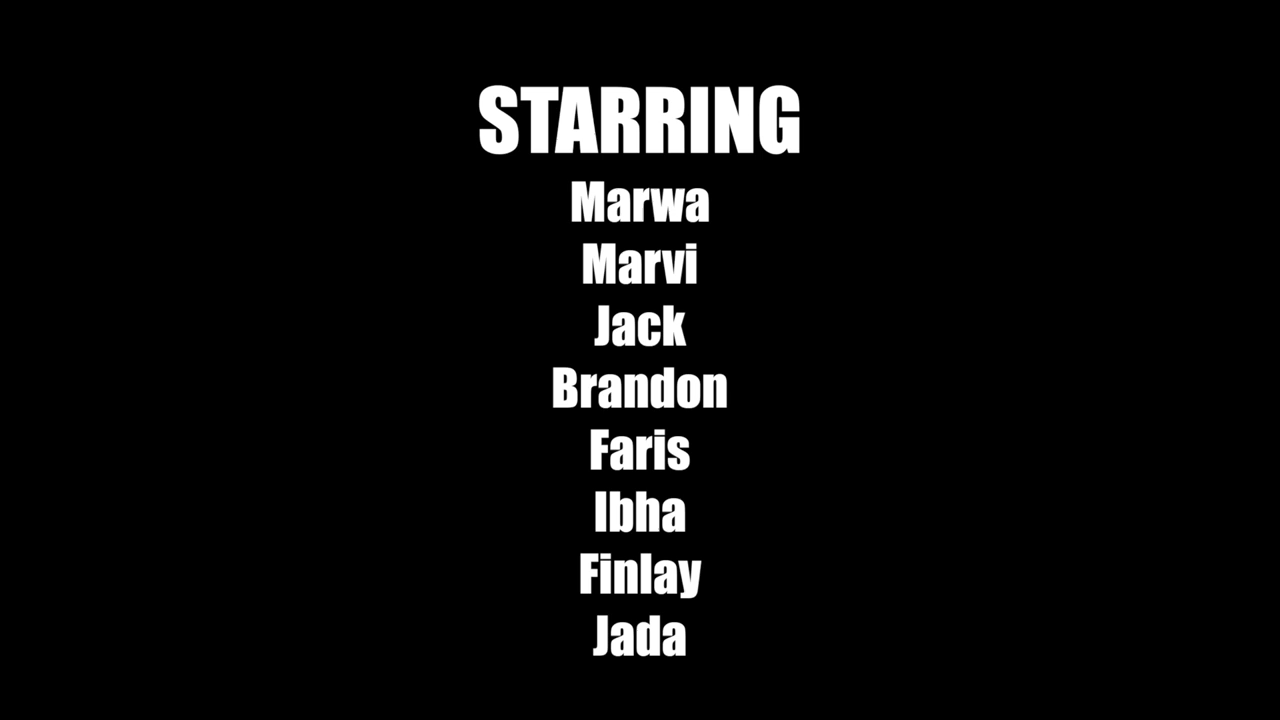 STARRING
Marwa
Marvi
Jack
Brandon
Faris
Ibha
Finlay
Jada